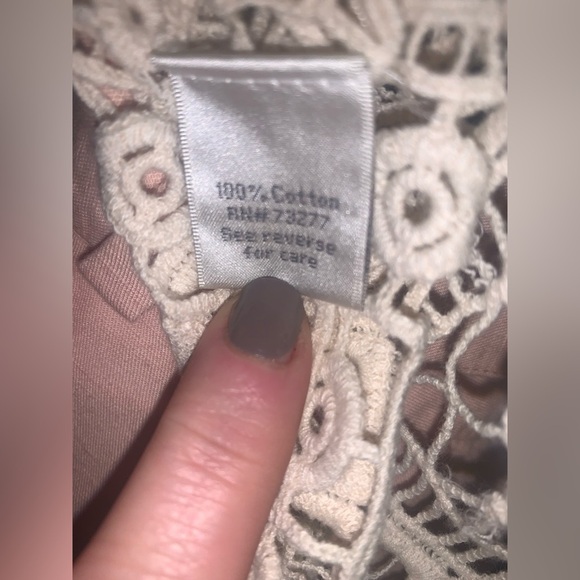 100% Cotton
RN# 73277
See reverse
for care